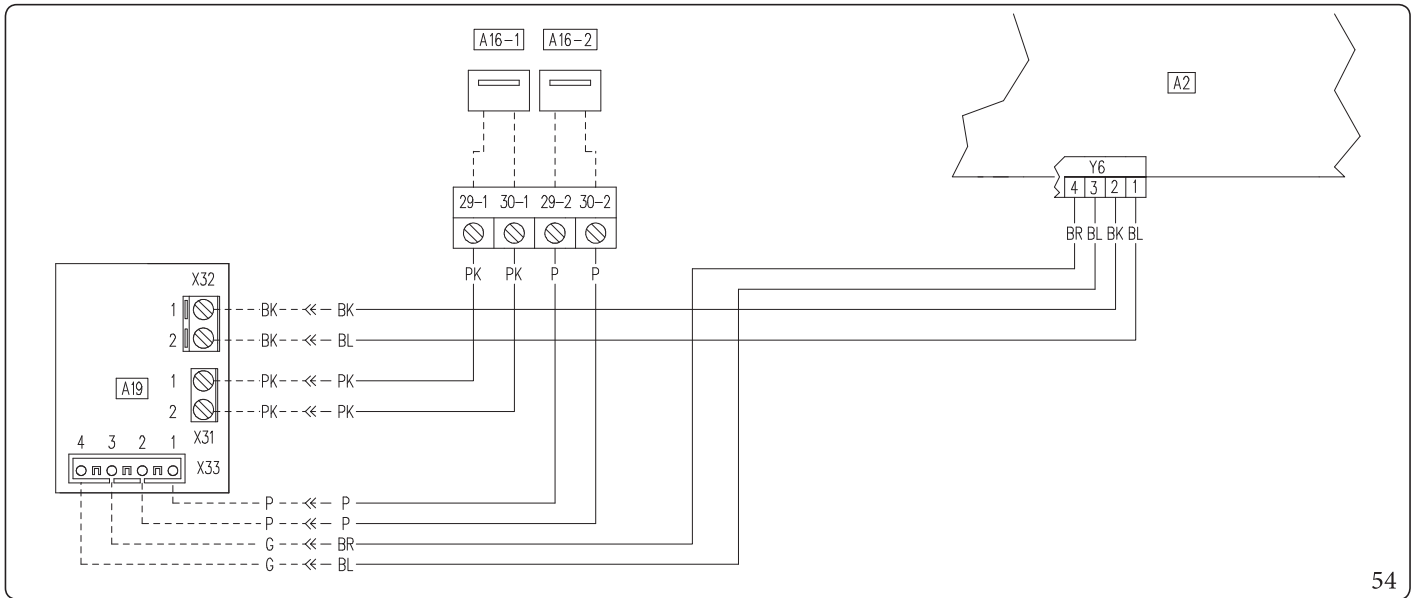 A16-1 A16-2
A2
Y6
4 3 2 1
29-1 30-1 29-2 30-2
BR BL BK BL
PK PK P P
X32
1 BK BK
2 BK BL
A19
1 PK PK
2 PK PK
X31
4 3 2 1
X33
P P
P P
G BR
G BL
54